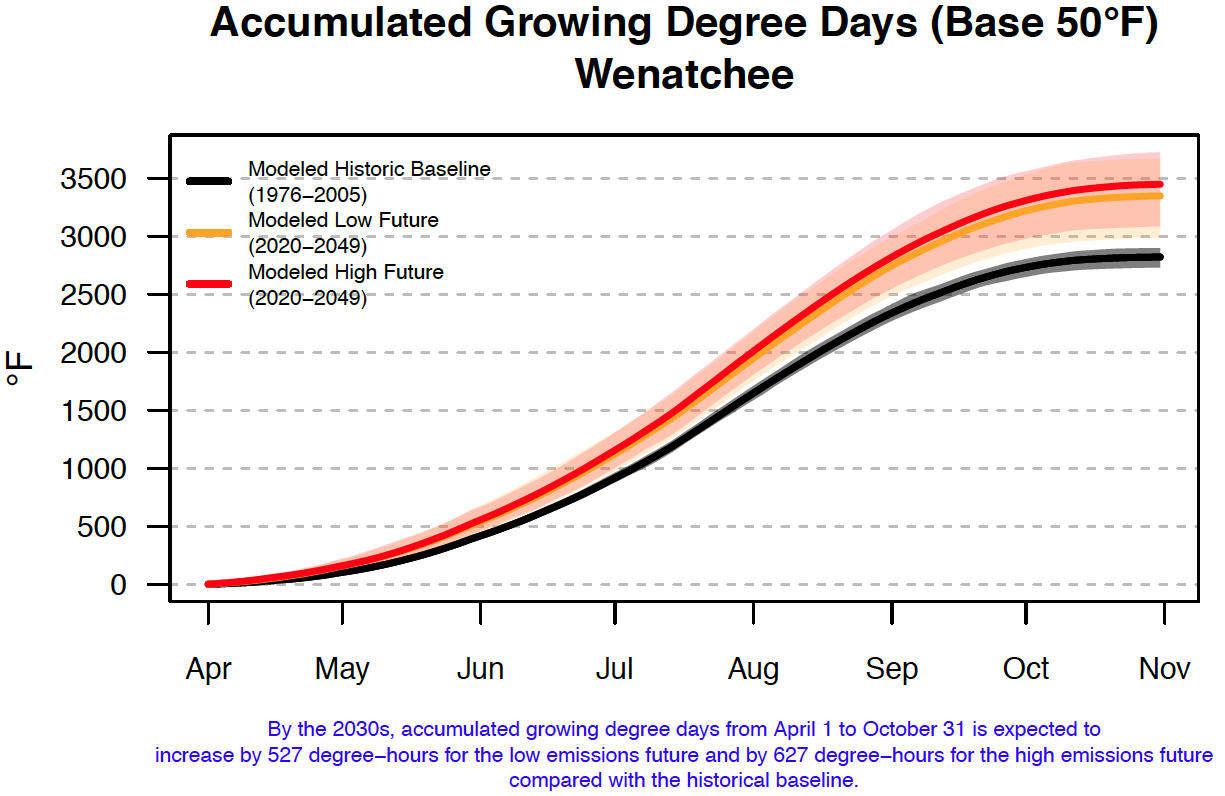 Accumulated Growing Degree Days (Base 50°F)
Wenatchee
Modeled Historic Baseline
(1976–2005)
Modeled Low Future
(2020–2049)
Modeled High Future
(2020–2049)
°F
3500
3000
2500
2000
1500
1000
500
0
Apr May Jun Jul Aug Sep Oct Nov
By the 2030s, accumulated growing degree days from April 1 to October 31 is expected to
increase by 527 degree–hours for the low emissions future and by 627 degree–hours for the high emissions future
compared with the historical baseline.